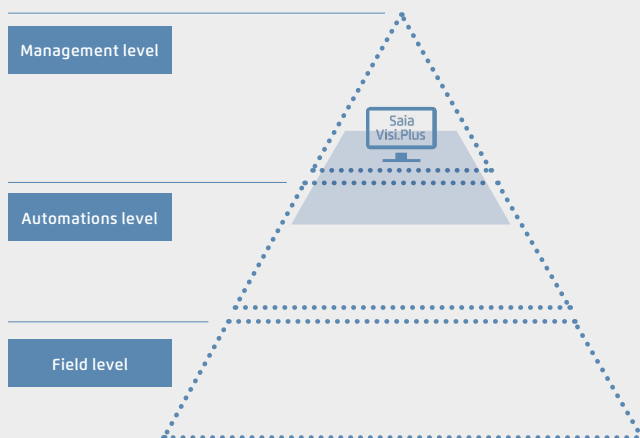 Management level
Saia
Visi.Plus
Automations level
Field level